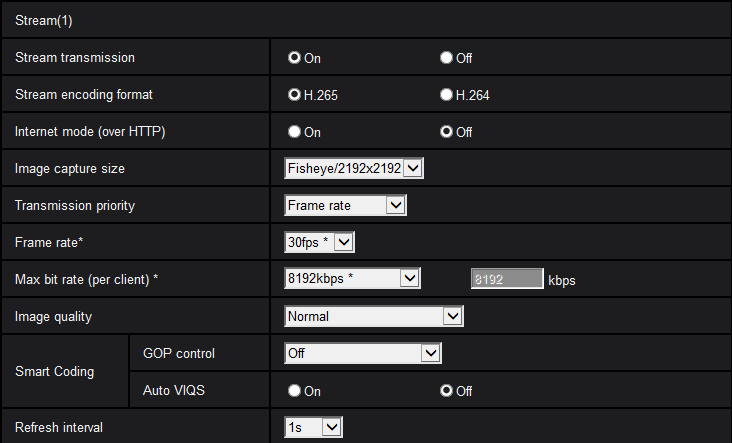 Stream(1)
Stream transmission On Off
Stream encoding format H.265 H.264
Internet mode (over HTTP) On Off
Image capture size Fisheye/2192x2192
Transmission priority Frame rate
Frame rate* 30fps *
Max bit rate (per client) * 8192kbps * 8192 kbps
Image quality Normal
Smart Coding GOP control Off
Auto VIQS On Off
Refresh interval 1s